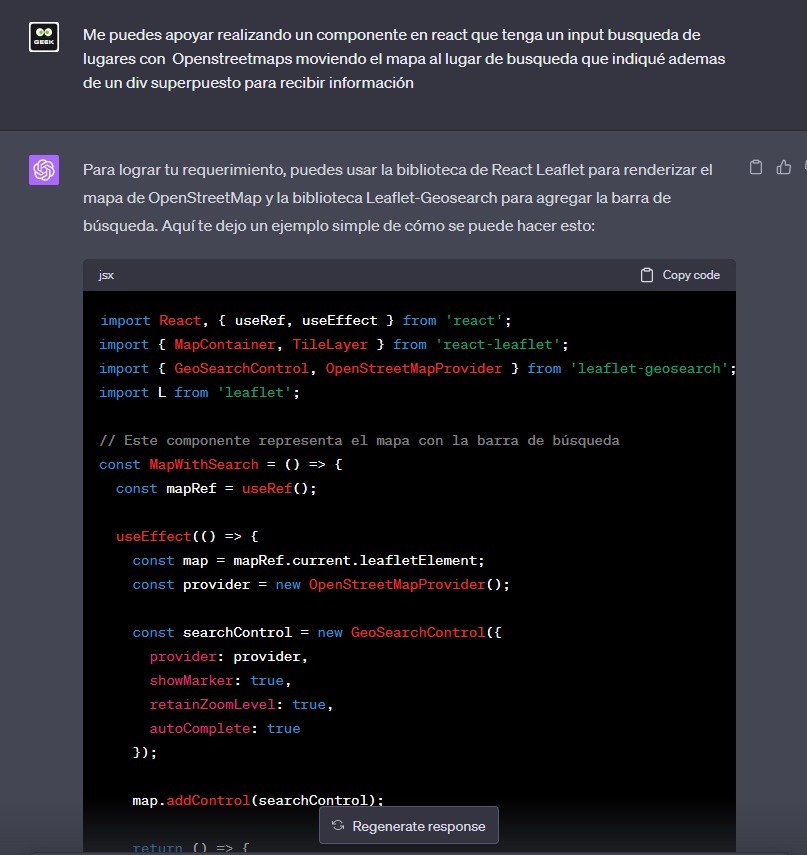 GEEK
Me puedes apoyar realizando un componente en react que tenga un input busqueda de
lugares con  Openstreetmaps moviendo el mapa al lugar de busqueda que indiqué ademas
de un div superpuesto para recibir información
Para lograr tu requerimiento, puedes usar la biblioteca de React Leaflet para renderizar el
mapa de OpenStreetMap y la biblioteca Leaflet-Geosearch para agregar la barra de
búsqueda. Aquí te dejo un ejemplo simple de cómo se puede hacer esto:
jsx
Copy code
import React, { useRef, useEffect } from 'react';
import { MapContainer, TileLayer } from 'react-leaflet';
import { GeoSearchControl, OpenStreetMapProvider } from 'leaflet-geosearch';
import L from 'leaflet';
// Este componente representa el mapa con la barra de búsqueda
const MapWithSearch = () => {
const mapRef = useRef();
useEffect(() => {
const map = mapRef.current.leafletElement;
const provider = new OpenStreetMapProvider();
const searchControl = new GeoSearchControl({
provider: provider,
showMarker: true,
retainZoomLevel: true,
autoComplete: true
});
map.addControl(searchControl);
Regenerate response
return () => {